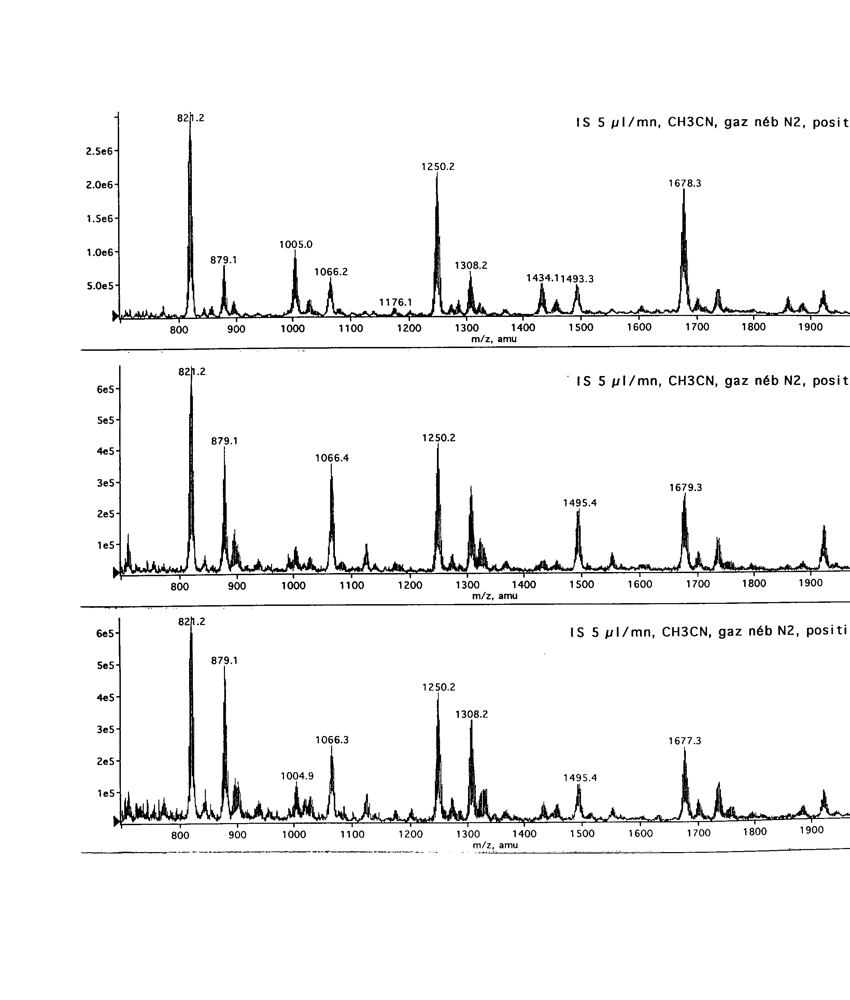 821.2
IS 5 µl/mn, CH3CN, gaz néb N2, posit
2.5e6
1250.2
2.0e6
1678.3
1.5e6
1005.0
1.0e6
879.1
1066.2
1308.2
5.0e5
1434.1 1493.3
1176.1
800 900 1000 1100 1200 1300 1400 1500 1600 1700 1800 1900
m/z, amu
821.2
IS 5 µl/mn, CH3CN, gaz néb N2, posit
6e5
5e5
879.1
1250.2
4e5
1066.4
3e5
1679.3
2e5
1495.4
1e5
800 900 1000 1100 1200 1300 1400 1500 1600 1700 1800 1900
m/z, amu
821.2
IS 5 µl/mn, CH3CN, gaz néb N2, positi
6e5
5e5
879.1
4e5
1250.2
1308.2
3e5
1066.3
1677.3
2e5
1004.9
1495.4
1e5
800 900 1000 1100 1200 1300 1400 1500 1600 1700 1800 1900
m/z, amu